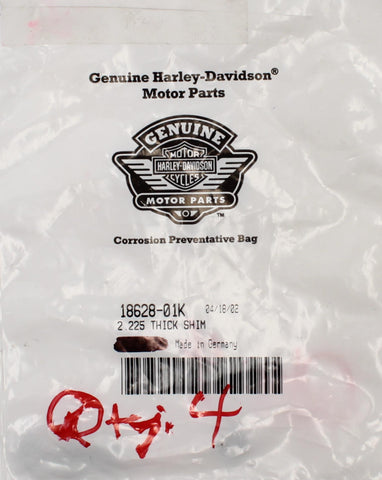 Genuine Harley-Davidson®
Motor Parts
GENUINE
MOTOR
HARLEY-DAVIDSON
CYCLES
MOTOR PARTS
™
Corrosion Preventative Bag
18628-01K 04/18/02
2.225 THICK SHIM
Made in Germany
Qty. 4